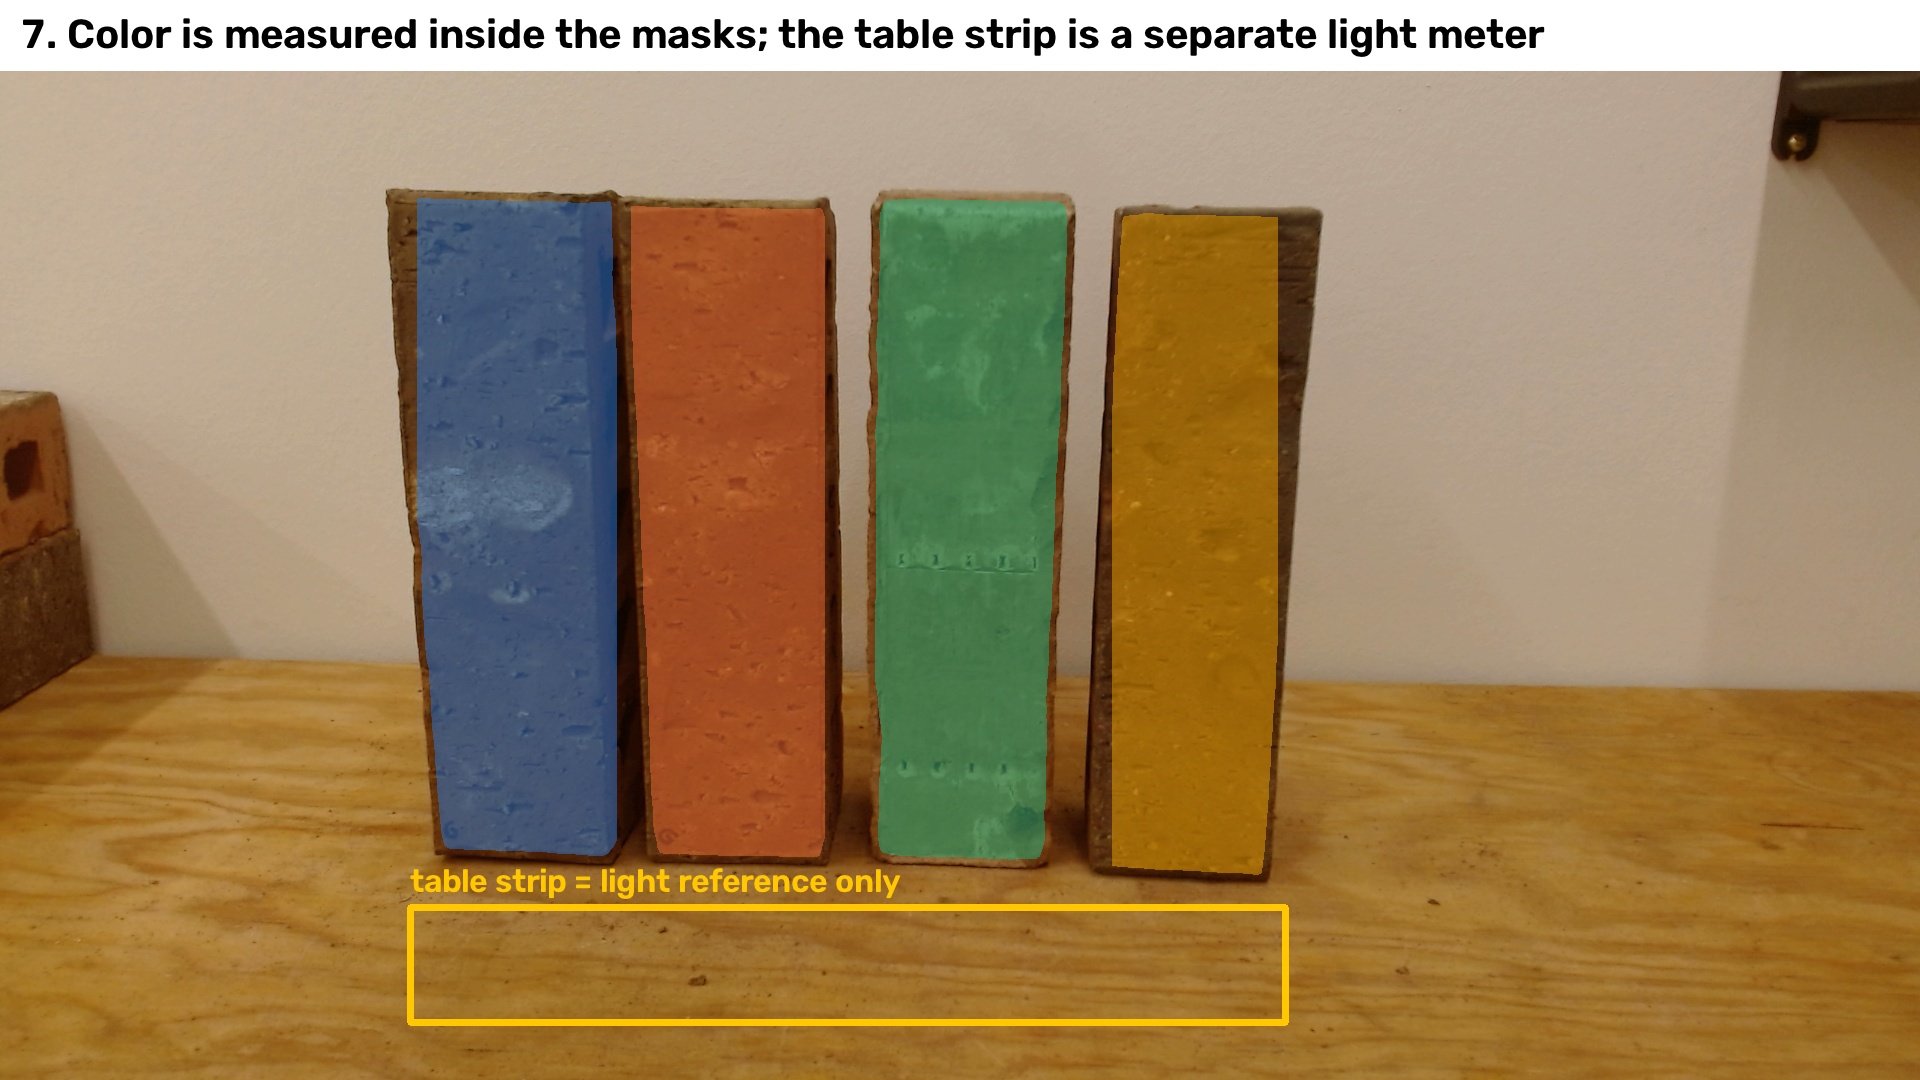 7. Color is measured inside the masks; the table strip is a separate light meter
table strip = light reference only